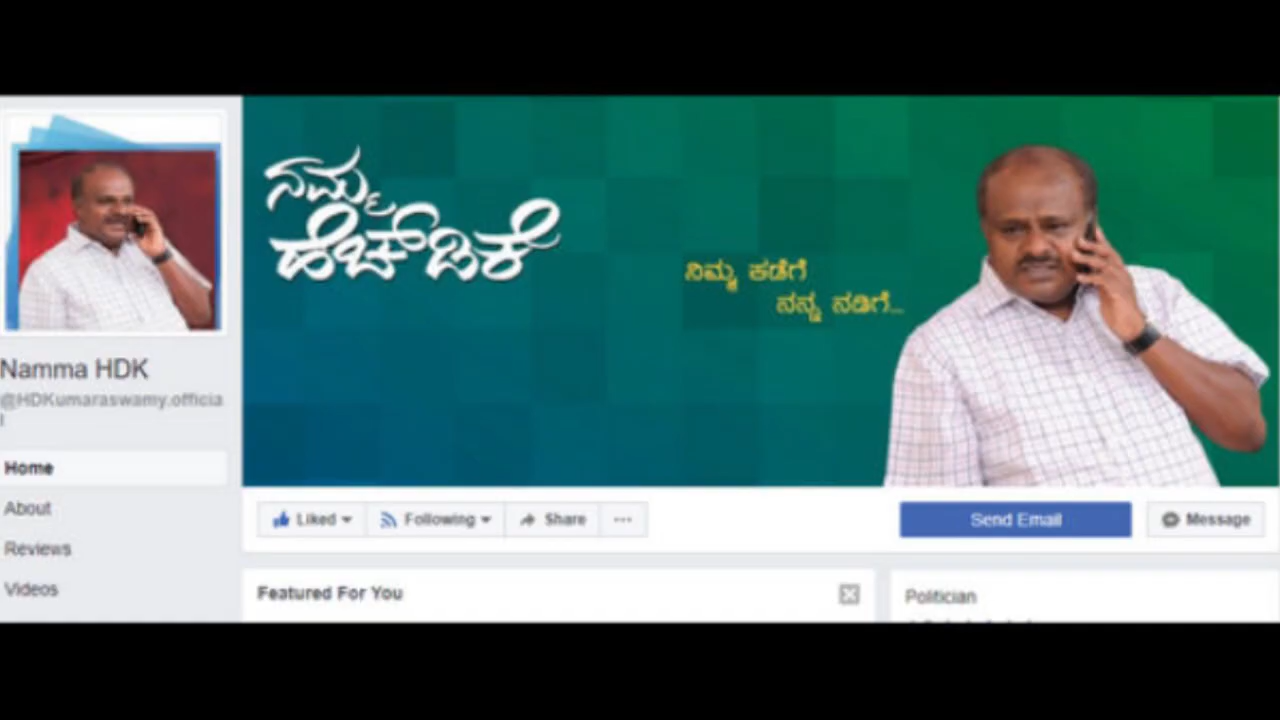 ನಮ್ಮ
ಹೆಚ್‌ಡಿಕೆ
ನಿಮ್ಮ ಕಡೆಗೆ
ನನ್ನ ನಡಿಗೆ...
Namma HDK
@HDKumaraswamy.officia
l
Home
About
Reviews
Videos
Liked
Following
Share
Send Email
Message
Featured For You
Politician